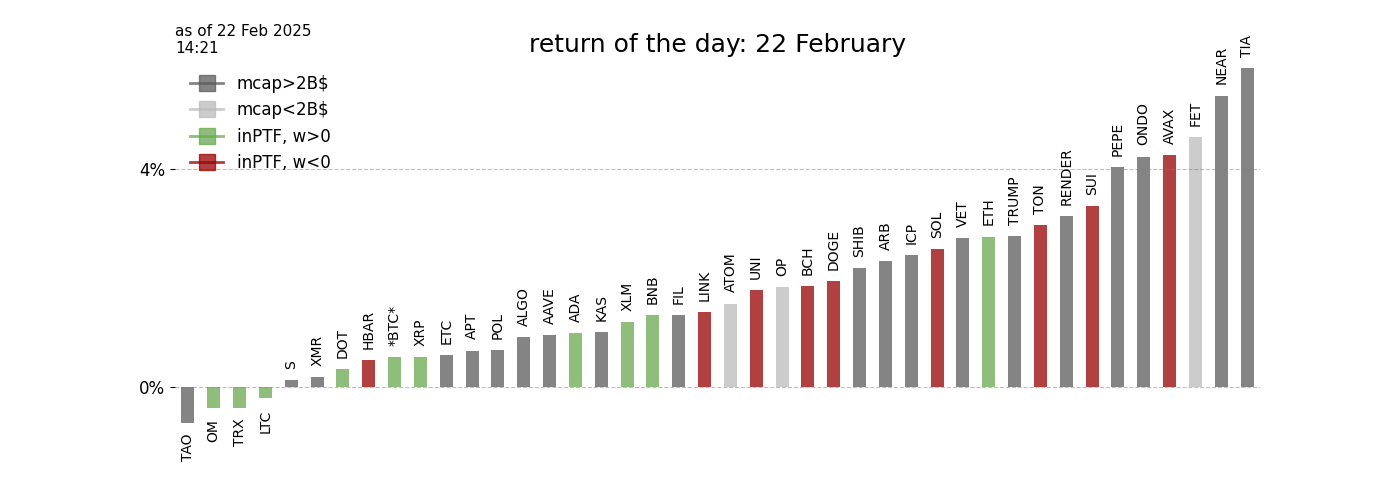 as of 22 Feb 2025
14:21
return of the day: 22 February
mcap>2B$
mcap<2B$
inPTF, w>0
inPTF, w<0
4%
0%
TAO
OM
TRX
LTC
S
XMR
DOT
HBAR
*BTC*
XRP
ETC
APT
POL
ALGO
AAVE
ADA
KAS
XLM
BNB
FIL
LINK
ATOM
UNI
OP
BCH
DOGE
SHIB
ARB
ICP
SOL
VET
ETH
TRUMP
TON
RENDER
SUI
PEPE
ONDO
AVAX
FET
NEAR
TIA